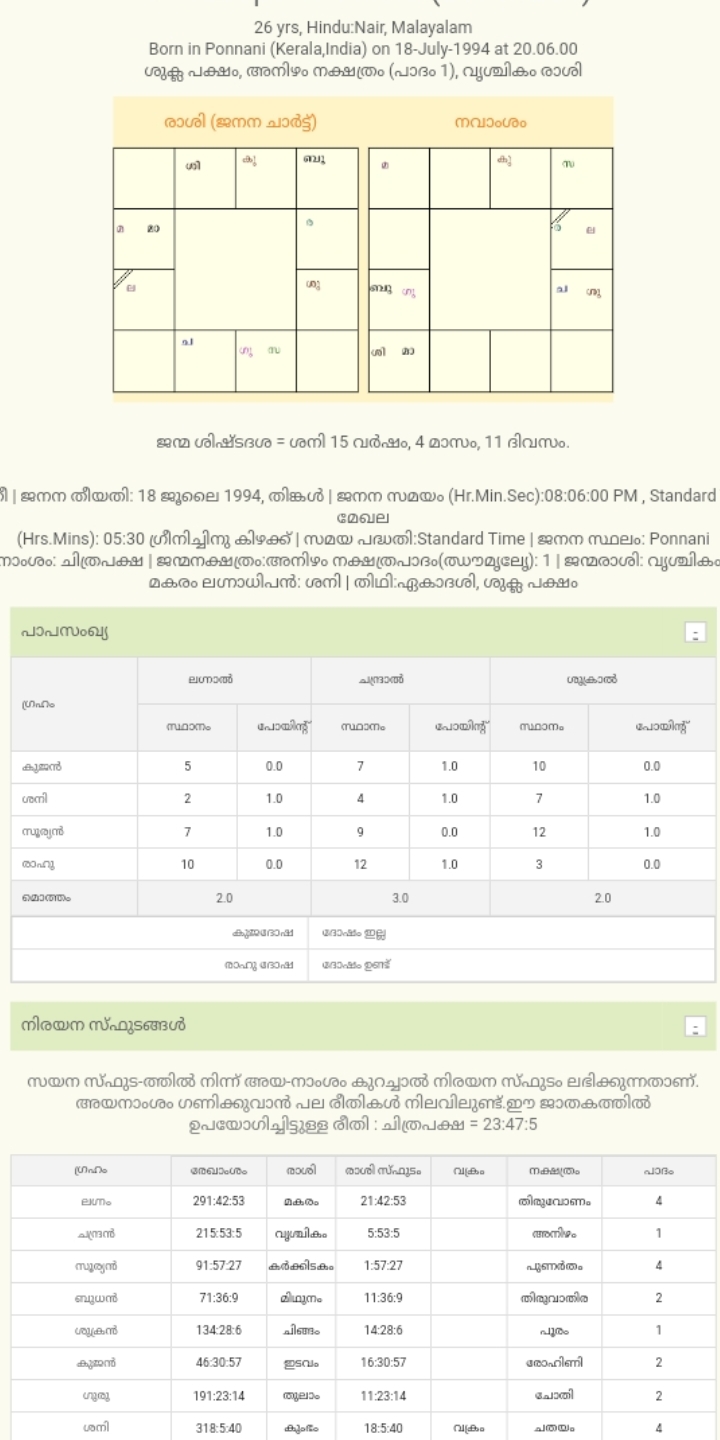 26 yrs, Hindu:Nair, Malayalam
Born in Ponnani (Kerala,India) on 18-July-1994 at 20.06.00
ശുക്ല പക്ഷം, അനിഴം നക്ഷത്രം (പാദം 1), വൃശ്ചികം രാശി
രാശി (ജനന ചാർട്ട്) നവാംശം
ശി കു ബു മ കു സ
മ മാ ര ര ല
ല ശു ബു ഗു ച ശു
ച ഗു സ ശി മാ
ജന്മ ശിഷ്ടദശ = ശനി 15 വർഷം, 4 മാസം, 11 ദിവസം.
| ജനന തീയതി: 18 ജൂലൈ 1994, തിങ്കൾ | ജനന സമയം (Hr.Min.Sec):08:06:00 PM , Standard
മേഖല
(Hrs.Mins): 05:30 ഗ്രീനിച്ചിനു കിഴക്ക് | സമയ പദ്ധതി:Standard Time | ജനന സ്ഥലം: Ponnani
നാംശം: ചിത്രപക്ഷ | ജന്മനക്ഷത്രം:അനിഴം നക്ഷത്രപാദം(ഝൗമൃല്യേ): 1 | ജന്മരാശി: വൃശ്ചികം
മകരം ലഗ്നാധിപൻ: ശനി | തിഥി:ഏകാദശി, ശുക്ല പക്ഷം
പാപസംഖ്യ -
ഗ്രഹം ലഗ്നാൽ ചന്ദ്രാൽ ശുക്രാൽ
സ്ഥാനം പോയിന്റ് സ്ഥാനം പോയിന്റ് സ്ഥാനം പോയിന്റ്
കുജൻ 5 0.0 7 1.0 10 0.0
ശനി 2 1.0 4 1.0 7 1.0
സൂര്യൻ 7 1.0 9 0.0 12 1.0
രാഹു 10 0.0 12 1.0 3 0.0
മൊത്തം 2.0 3.0 2.0
കുജദോഷ ദോഷം ഇല്ല
രാഹു ദോഷ ദോഷം ഉണ്ട്
നിരയന സ്ഫുടങ്ങൾ -
സയന സ്ഫുട-ത്തിൽ നിന്ന് അയ-നാംശം കുറച്ചാൽ നിരയന സ്ഫുടം ലഭിക്കുന്നതാണ്.
അയനാംശം ഗണിക്കുവാൻ പല രീതികൾ നിലവിലുണ്ട്.ഈ ജാതകത്തിൽ
ഉപയോഗിച്ചിട്ടുള്ള രീതി : ചിത്രപക്ഷ = 23:47:5
ഗ്രഹം രേഖാംശം രാശി രാശി സ്ഫുടം വക്രം നക്ഷത്രം പാദം
ലഗ്നം 291:42:53 മകരം 21:42:53 തിരുവോണം 4
ചന്ദ്രൻ 215:53:5 വൃശ്ചികം 5:53:5 അനിഴം 1
സൂര്യൻ 91:57:27 കർക്കിടകം 1:57:27 പുണർതം 4
ബുധൻ 71:36:9 മിഥുനം 11:36:9 തിരുവാതിര 2
ശുക്രൻ 134:28:6 ചിങ്ങം 14:28:6 പൂരം 1
കുജൻ 46:30:57 ഇടവം 16:30:57 രോഹിണി 2
ഗുരു 191:23:14 തുലാം 11:23:14 ചോതി 2
ശനി 318:5:40 കുംഭം 18:5:40 വക്രം ചതയം 4